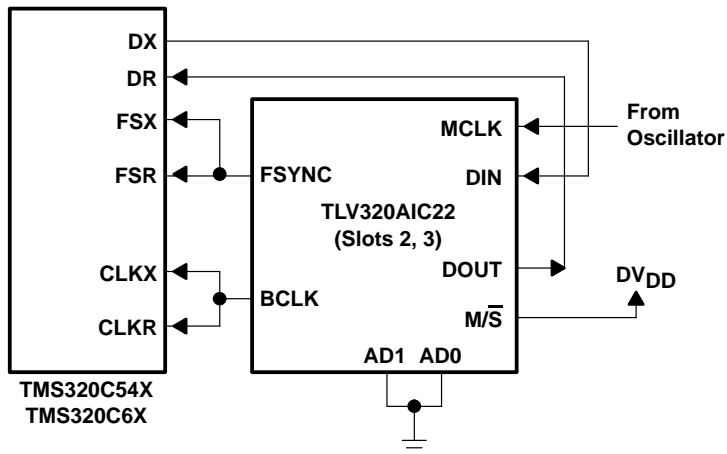 DX
DR
FSX
FSR
CLKX
CLKR
TMS320C54X
TMS320C6X
MCLK
From
Oscillator
FSYNC
DIN
TLV320AIC22
(Slots 2, 3)
DOUT
DVDD
BCLK
M/S̅
AD1 AD0